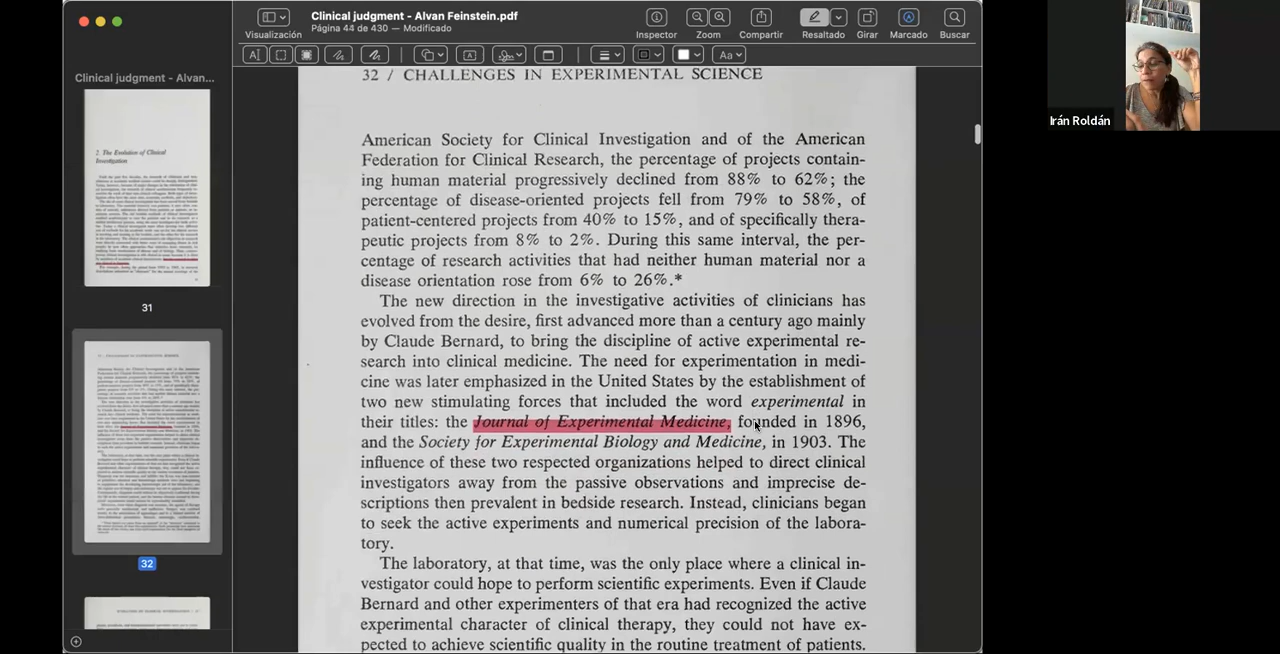 Clinical judgment - Alvan Feinstein.pdf
Página 44 de 430 — Modificado
Visualización
Inspector
Zoom
Compartir
Resaltado
Girar
Marcado
Buscar
Aa
Clinical judgment - Alvan...
2. The Evolution of Clinical
Investigation
31
32
32 / CHALLENGES IN EXPERIMENTAL SCIENCE
American Society for Clinical Investigation and of the American
Federation for Clinical Research, the percentage of projects contain-
ing human material progressively declined from 88% to 62%; the
percentage of disease-oriented projects fell from 79% to 58%, of
patient-centered projects from 40% to 15%, and of specifically thera-
peutic projects from 8% to 2%. During this same interval, the per-
centage of research activities that had neither human material nor a
disease orientation rose from 6% to 26%.*
The new direction in the investigative activities of clinicians has
evolved from the desire, first advanced more than a century ago mainly
by Claude Bernard, to bring the discipline of active experimental re-
search into clinical medicine. The need for experimentation in medi-
cine was later emphasized in the United States by the establishment of
two new stimulating focuses that included the word experimental in
their titles: the Journal of Experimental Medicine, founded in 1896,
and the Society for Experimental Biology and Medicine, in 1903. The
influence of these two respected organizations helped to direct clinical
investigators away from the passive observations and imprecise de-
scriptions then prevalent in bedside research. Instead, clinicians began
to seek the active experiments and numerical precision of the labora-
tory.
The laboratory, at that time, was the only place where a clinical in-
vestigator could hope to perform scientific experiments. Even if Claude
Bernard and other experimenters of that era had recognized the active
experimental character of clinical therapy, they could not have ex-
pected to achieve scientific quality in the routine treatment of patients.
Irán Roldán